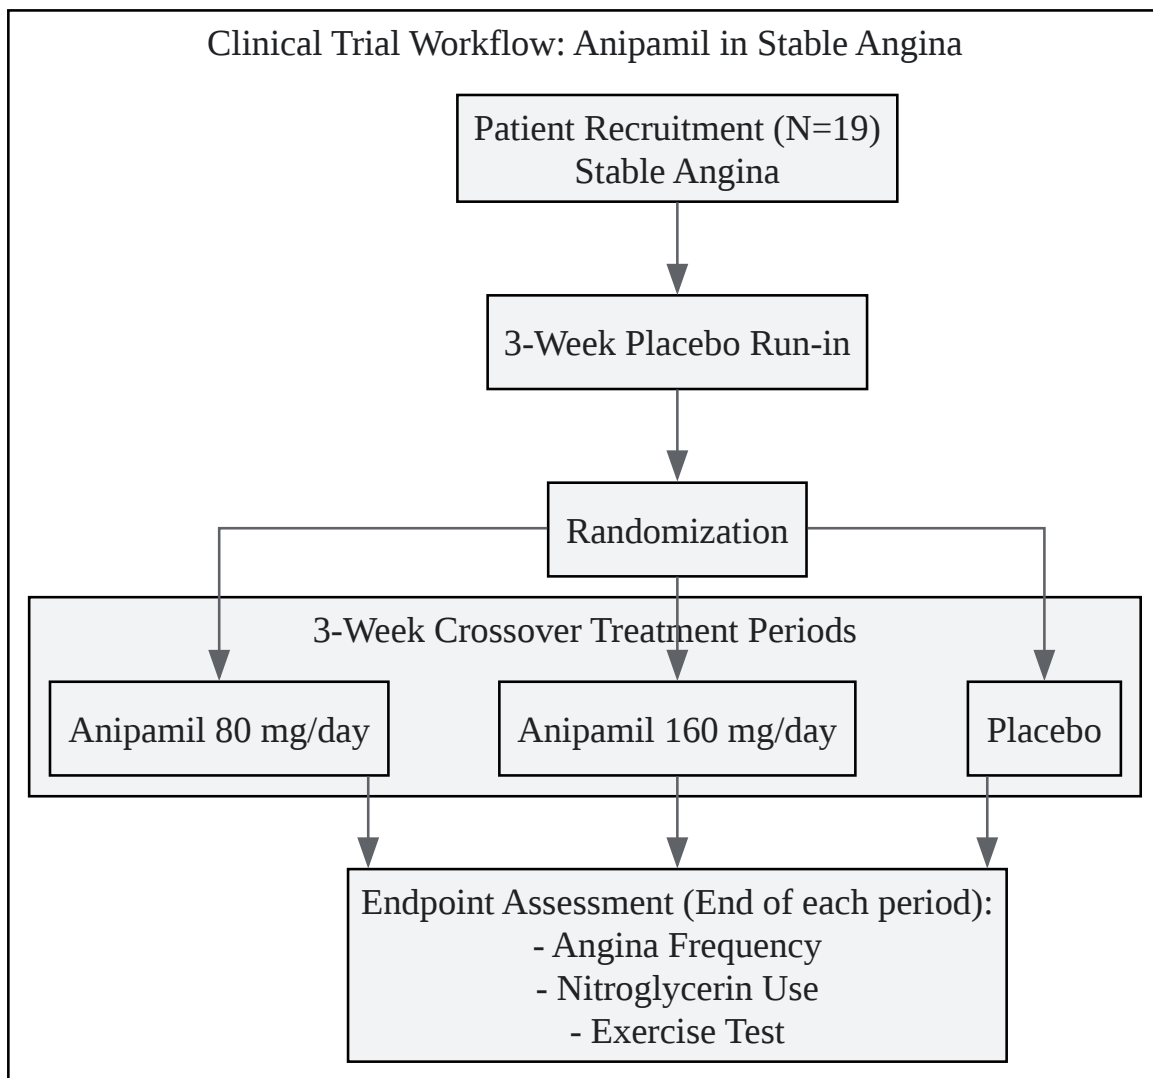 Clinical Trial Workflow: Anipamil in Stable Angina
Patient Recruitment (N=19)
Stable Angina
3-Week Placebo Run-in
Randomization
3-Week Crossover Treatment Periods
Anipamil 80 mg/day
Anipamil 160 mg/day
Placebo
Endpoint Assessment (End of each period):
- Angina Frequency
- Nitroglycerin Use
- Exercise Test